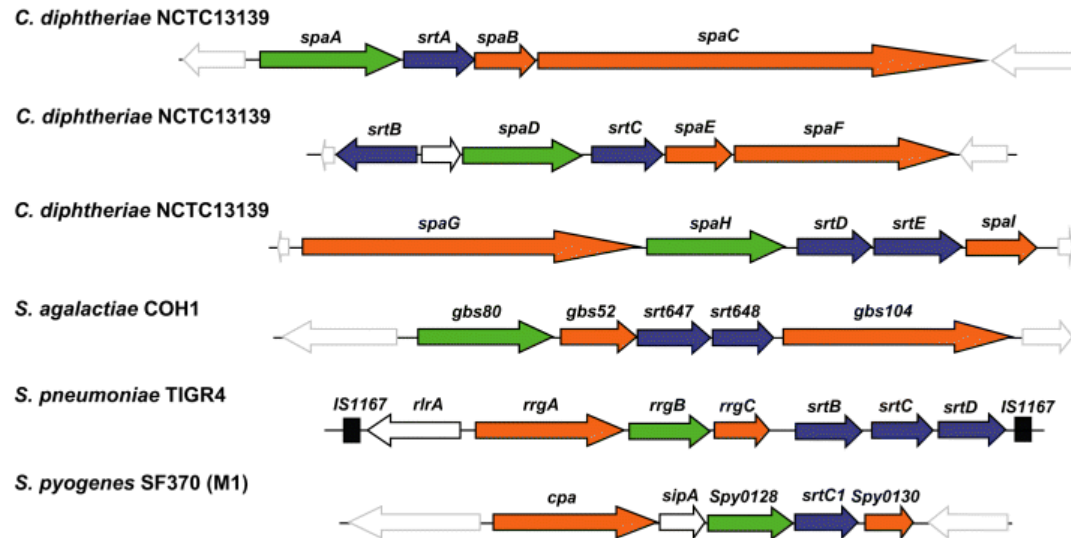 C. diphtheriae NCTC13139
spaA srtA spaB spaC
C. diphtheriae NCTC13139
srtB spaD srtC spaE spaF
C. diphtheriae NCTC13139
spaG spaH srtD srtE spaI
S. agalactiae COH1
gbs80 gbs52 srt647 srt648 gbs104
S. pneumoniae TIGR4
IS1167 rlrA rrgA rrgB rrgC srtB srtC srtD IS1167
S. pyogenes SF370 (M1)
cpa sipA Spy0128 srtC1 Spy0130